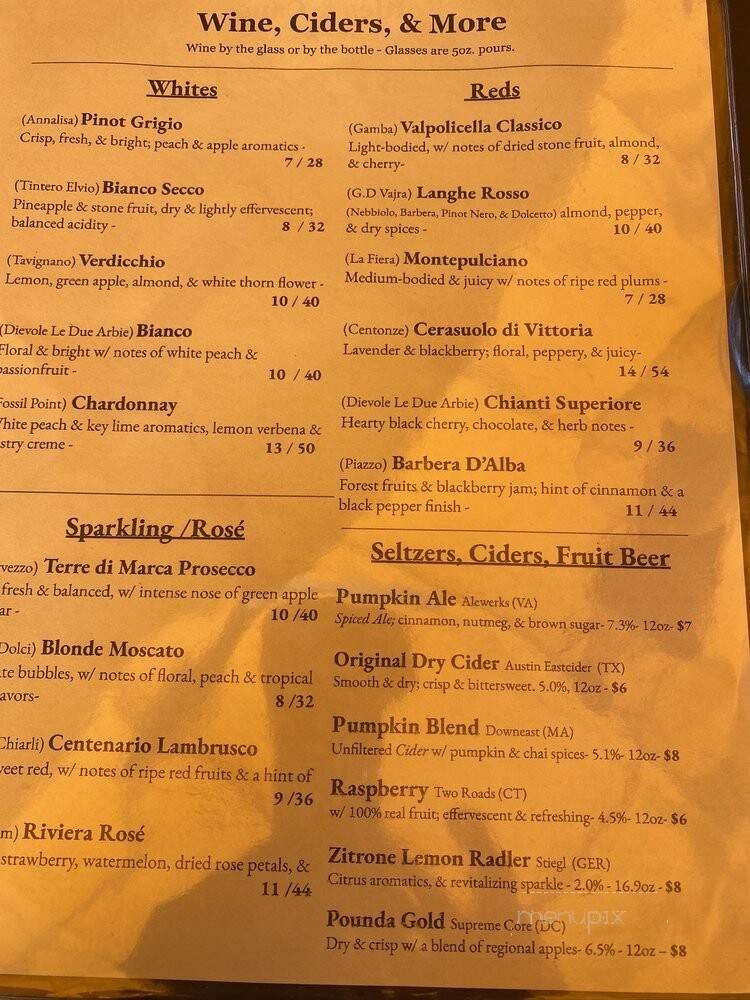 Wine, Ciders, & More
Wine by the glass or by the bottle - Glasses are 5oz. pours.
Whites
(Annalisa) Pinot Grigio
Crisp, fresh, & bright; peach & apple aromatics -
7 / 28
(Tintero Elvio) Bianco Secco
Pineapple & stone fruit, dry & lightly effervescent;
balanced acidity - 8 / 32
(Tavignano) Verdicchio
Lemon, green apple, almond, & white thorn flower -
10 / 40
(Dievole Le Due Arbie) Bianco
Floral & bright w/ notes of white peach &
passionfruit - 10 / 40
Fossil Point) Chardonnay
White peach & key lime aromatics, lemon verbena &
stry creme - 13 / 50
Sparkling /Rosé
vezzo) Terre di Marca Prosecco
fresh & balanced, w/ intense nose of green apple
ar - 10 /40
Dolci) Blonde Moscato
te bubbles, w/ notes of floral, peach & tropical
avors- 8 /32
Chiarli) Centenario Lambrusco
weet red, w/ notes of ripe red fruits & a hint of
9 /36
m) Riviera Rosé
strawberry, watermelon, dried rose petals, &
11 /44
Reds
(Gamba) Valpolicella Classico
Light-bodied, w/ notes of dried stone fruit, almond,
& cherry- 8 / 32
(G.D Vajra) Langhe Rosso
(Nebbiolo, Barbera, Pinot Nero, & Dolcetto) almond, pepper,
& dry spices - 10 / 40
(La Fiera) Montepulciano
Medium-bodied & juicy w/ notes of ripe red plums -
7 / 28
(Centonze) Cerasuolo di Vittoria
Lavender & blackberry; floral, peppery, & juicy-
14 / 54
(Dievole Le Due Arbie) Chianti Superiore
Hearty black cherry, chocolate, & herb notes -
9 / 36
(Piazzo) Barbera D'Alba
Forest fruits & blackberry jam; hint of cinnamon & a
black pepper finish - 11 / 44
Seltzers, Ciders, Fruit Beer
Pumpkin Ale Alewerks (VA)
Spiced Ale; cinnamon, nutmeg, & brown sugar- 7.3%- 12oz- $7
Original Dry Cider Austin Eastcider (TX)
Smooth & dry; crisp & bittersweet. 5.0%, 12oz - $6
Pumpkin Blend Downeast (MA)
Unfiltered Cider w/ pumpkin & chai spices- 5.1%- 12oz- $8
Raspberry Two Roads (CT)
w/ 100% real fruit; effervescent & refreshing- 4.5%- 12oz- $6
Zitrone Lemon Radler Stiegl (GER)
Citrus aromatics, & revitalizing sparkle - 2.0% - 16.9oz - $8
Pounda Gold Supreme Core (DC)
Dry & crisp w/ a blend of regional apples- 6.5% - 12oz – $8
menupix